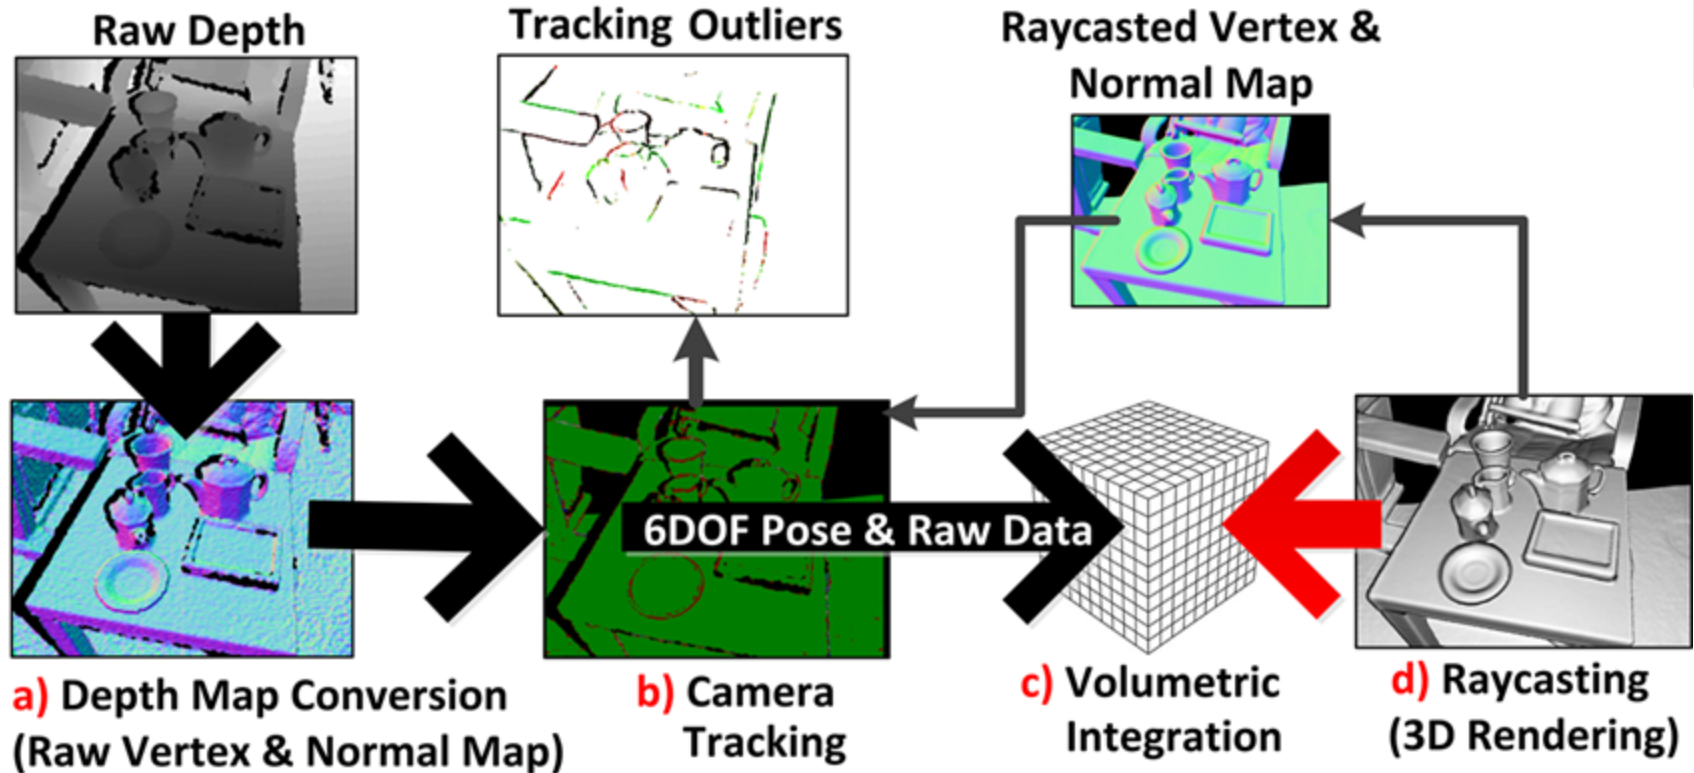 Raw Depth
Tracking Outliers
Raycasted Vertex &
Normal Map
6DOF Pose & Raw Data
a) Depth Map Conversion
(Raw Vertex & Normal Map)
b) Camera
Tracking
c) Volumetric
Integration
d) Raycasting
(3D Rendering)